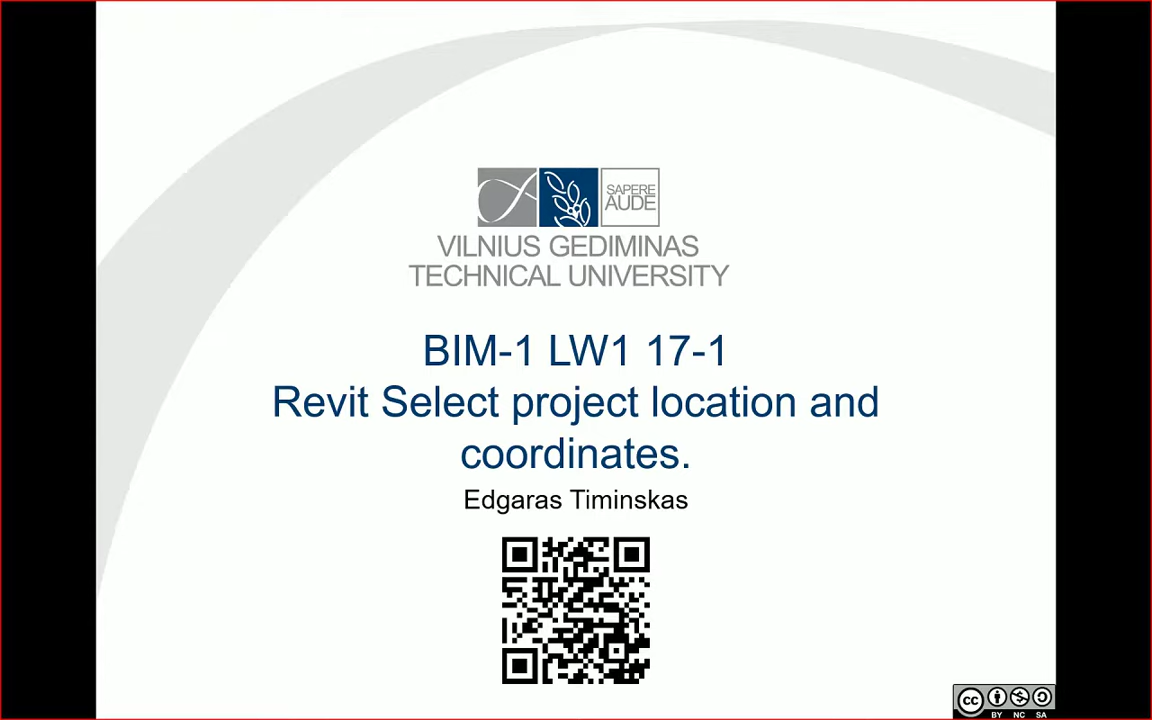 SAPERE
AUDE
VILNIUS GEDIMINAS
TECHNICAL UNIVERSITY
BIM-1 LW1 17-1
Revit Select project location and
coordinates.
Edgaras Timinskas
cc
BY NC SA